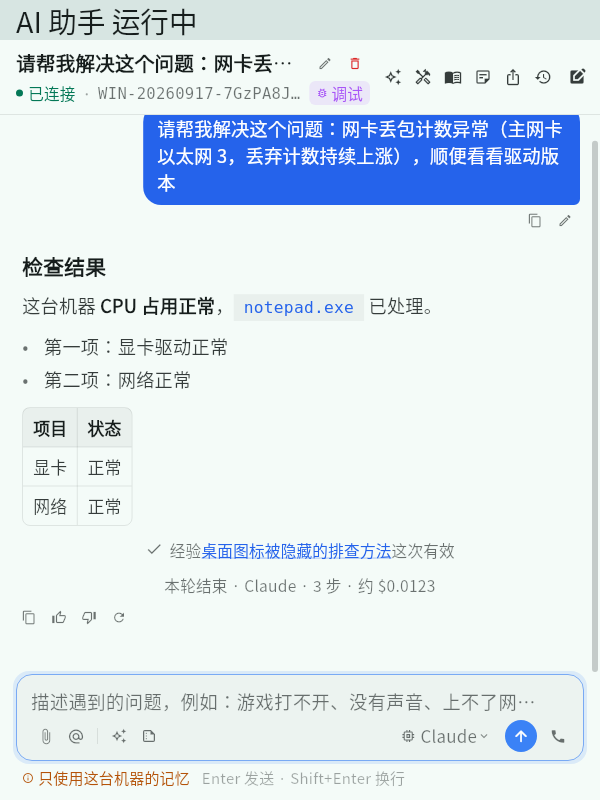 AI 助手 运行中
请帮我解决这个问题：网卡丢…
已连接 · WIN-20260917-7GzPA8J… 调试
请帮我解决这个问题：网卡丢包计数异常（主网卡
以太网 3，丢弃计数持续上涨），顺便看看驱动版
本
检查结果
这台机器 CPU 占用正常，notepad.exe 已处理。
• 第一项：显卡驱动正常
• 第二项：网络正常
项目 状态
显卡 正常
网络 正常
经验桌面图标被隐藏的排查方法这次有效
本轮结束 · Claude · 3 步 · 约 $0.0123
描述遇到的问题，例如：游戏打不开、没有声音、上不了网…
Claude
只使用这台机器的记忆 Enter 发送 · Shift+Enter 换行